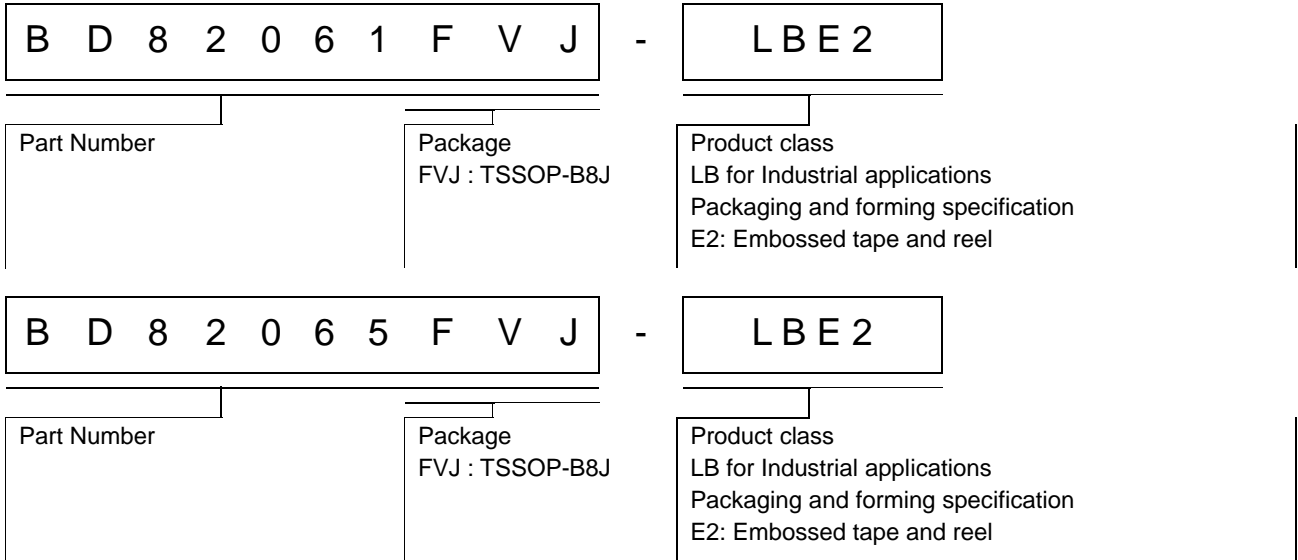 B D 8 2 0 6 1 F V J - L B E 2
Part Number
Package
FVJ : TSSOP-B8J
Product class
LB for Industrial applications
Packaging and forming specification
E2: Embossed tape and reel
B D 8 2 0 6 5 F V J - L B E 2
Part Number
Package
FVJ : TSSOP-B8J
Product class
LB for Industrial applications
Packaging and forming specification
E2: Embossed tape and reel